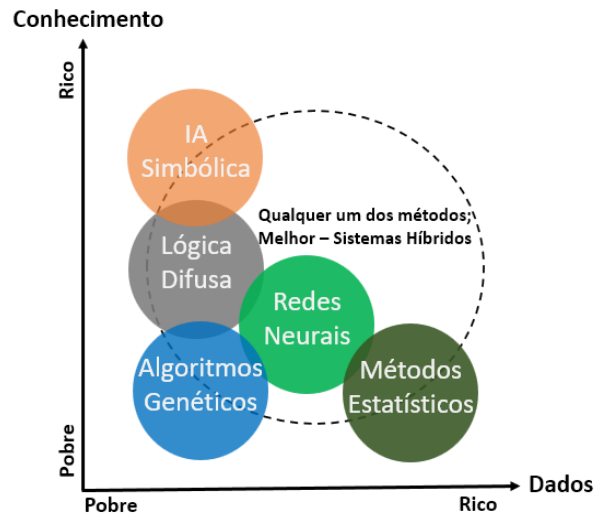 Conhecimento
Rico
IA
Simbólica
Qualquer um dos métodos;
Melhor – Sistemas Híbridos
Lógica
Difusa
Redes
Neurais
Algoritmos
Genéticos
Métodos
Estatísticos
Pobre
Pobre
Rico
Dados